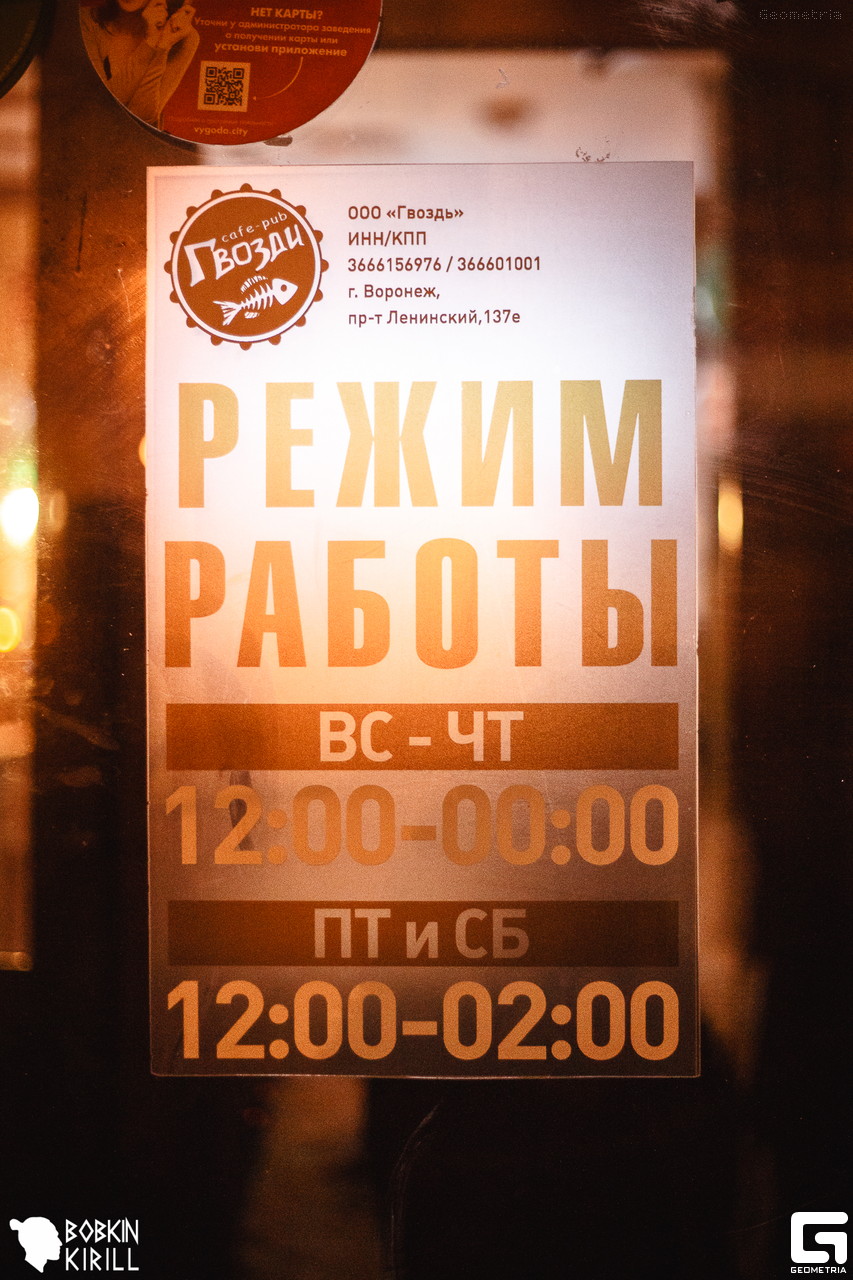 Geometria
НЕТ КАРТЫ?
Уточни у администратора заведения
о получении карты или
установи приложение
vygoda.city
cafe-pub
Гвозди
ООО «Гвоздь»
ИНН/КПП
3666156976 / 366601001
г. Воронеж,
пр-т Ленинский,137е
РЕЖИМ
РАБОТЫ
ВС - ЧТ
12:00-00:00
ПТ и СБ
12:00-02:00
BOBKIN
KIRILL
GEOMETRIA